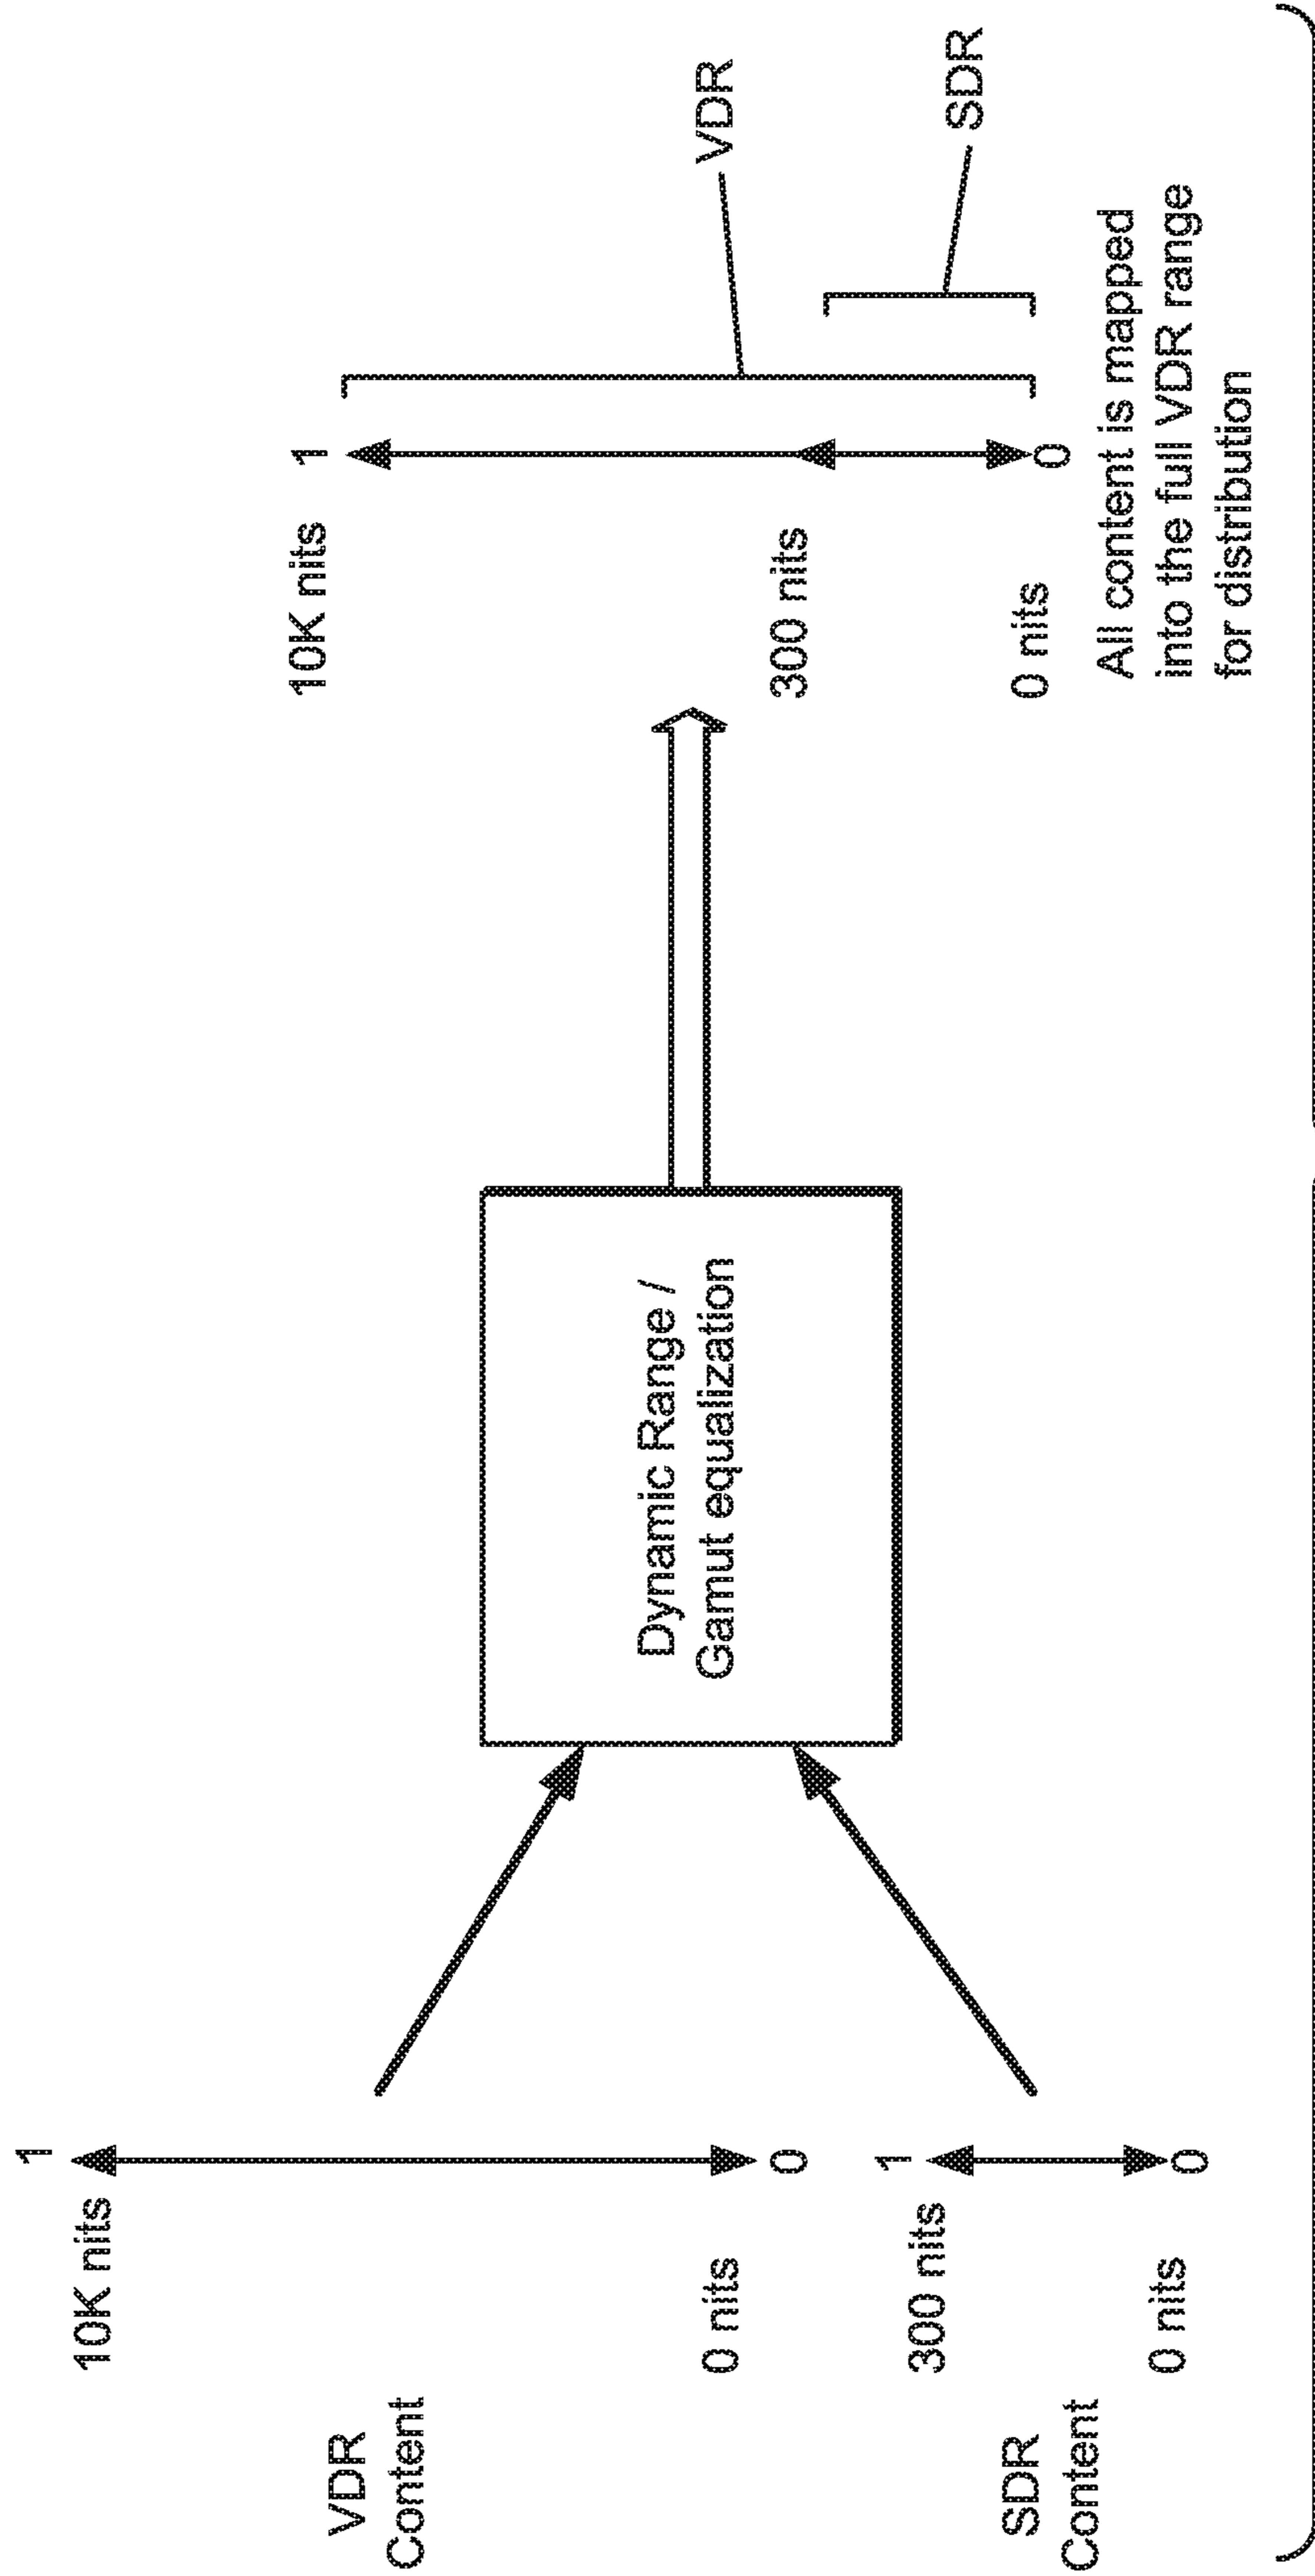 VDR
Content
10K nits
1
0 nits
0
SDR
Content
300 nits
1
0 nits
0
Dynamic Range /
Gamut equalization
10K nits
1
300 nits
0 nits
0
VDR
SDR
All content is mapped
into the full VDR range
for distribution